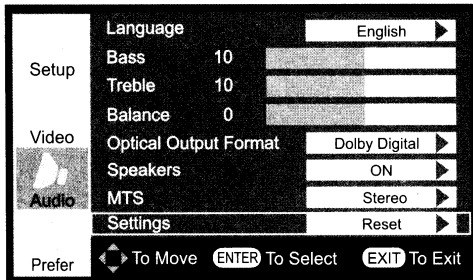 Setup
Video
Audio
Prefer
Language English
Bass 10
Treble 10
Balance 0
Optical Output Format Dolby Digital
Speakers ON
MTS Stereo
Settings Reset
To Move ENTER To Select EXIT To Exit